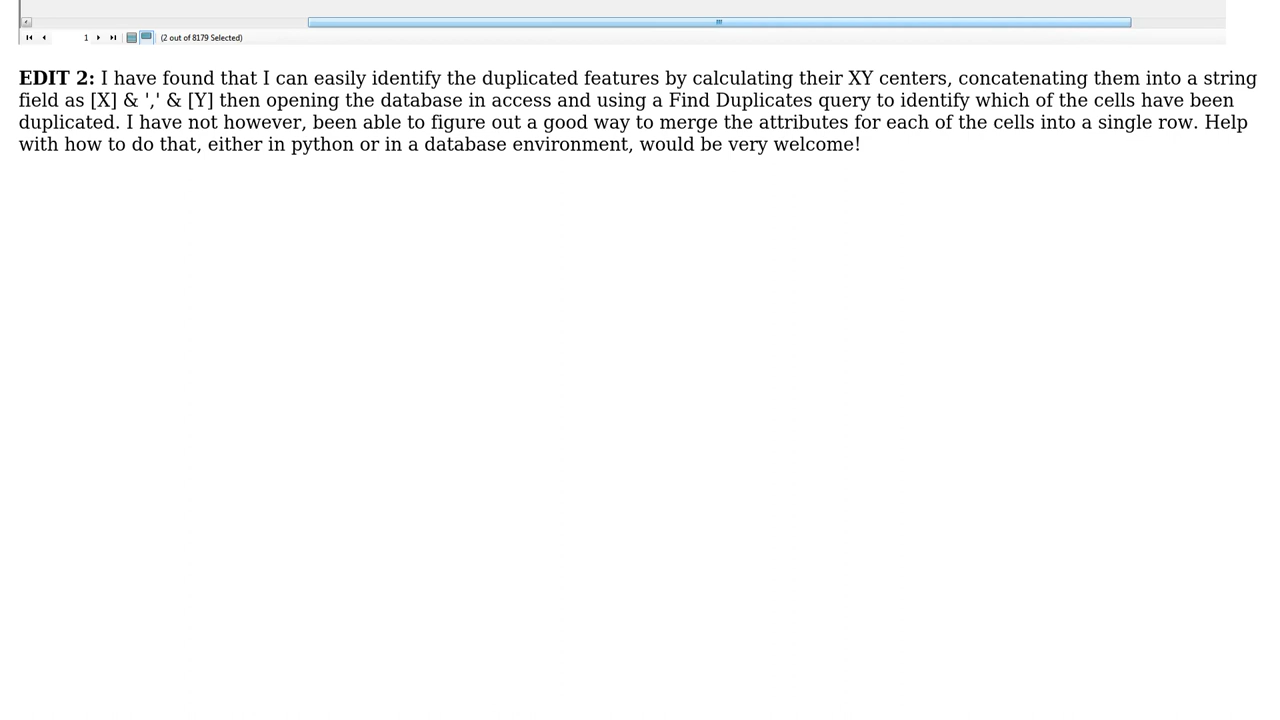 1 (2 out of 8179 Selected)
EDIT 2: I have found that I can easily identify the duplicated features by calculating their XY centers, concatenating them into a string
field as [X] & ',' & [Y] then opening the database in access and using a Find Duplicates query to identify which of the cells have been
duplicated. I have not however, been able to figure out a good way to merge the attributes for each of the cells into a single row. Help
with how to do that, either in python or in a database environment, would be very welcome!